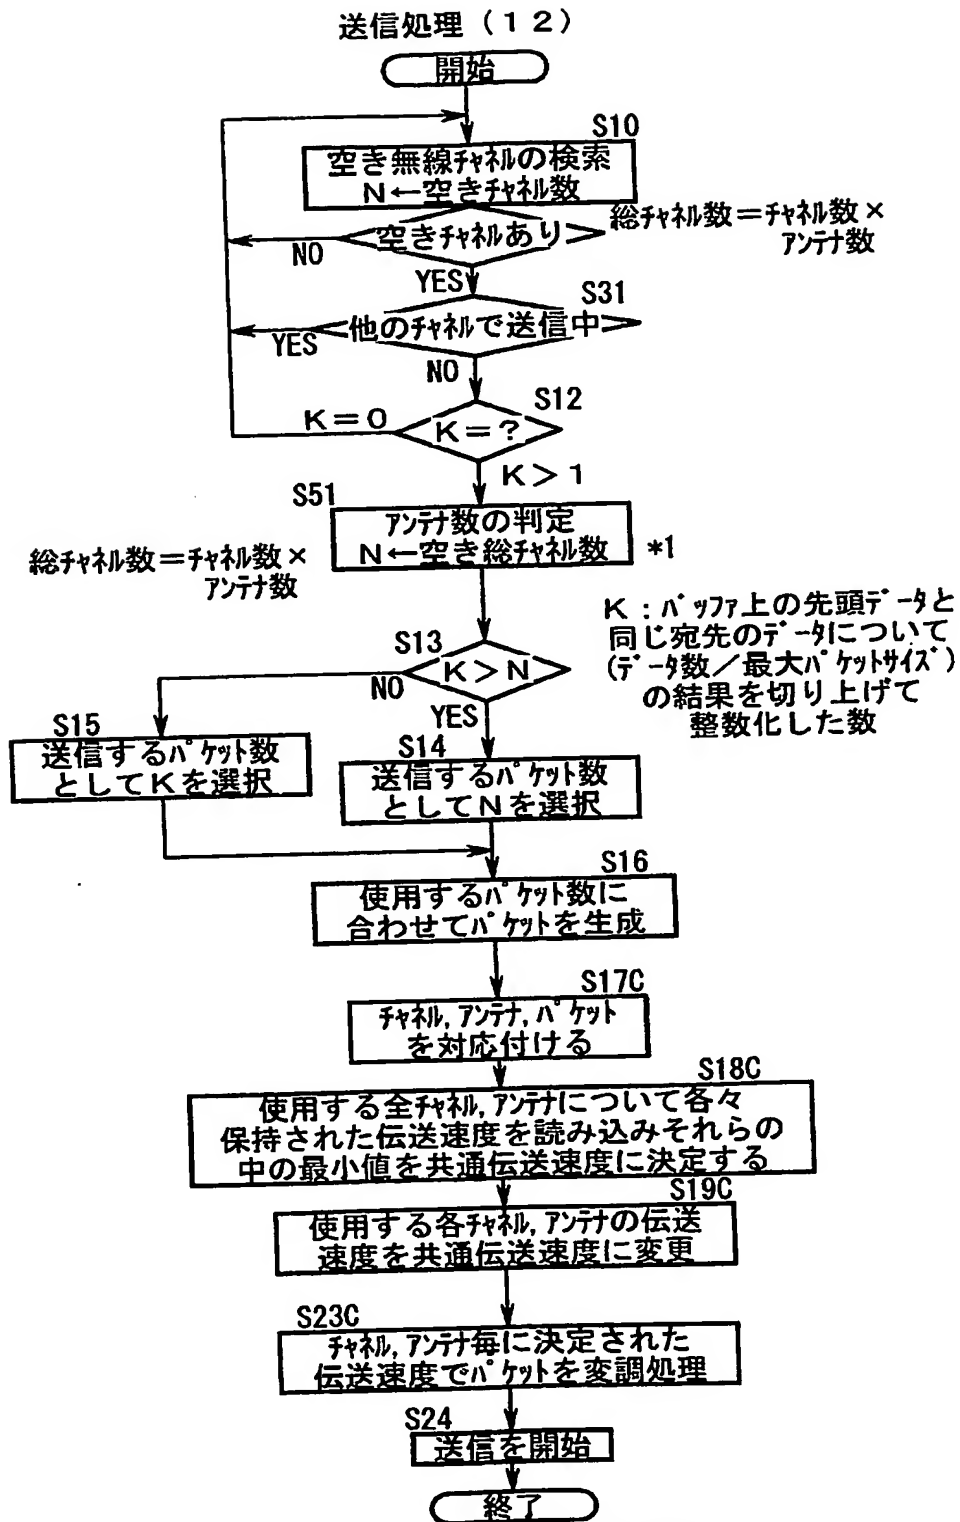 送信処理(12)
開始
S10
空き無線チャネルの検索
N←空きチャネル数
空きチャネルあり
総チャネル数=チャネル数×
アンテナ数
NO
YES
S31
他のチャネルで送信中
YES
NO
S12
K=0
K=?
K>1
S51
アンテナ数の判定
N←空き総チャネル数
*1
総チャネル数=チャネル数×
アンテナ数
K:バッファ上の先頭データと
同じ宛先のデータについて
(データ数/最大パケットサイズ)
の結果を切り上げて
整数化した数
S13
K>N
NO
YES
S15
送信するパケット数
としてKを選択
S14
送信するパケット数
としてNを選択
S16
使用するパケット数に
合わせてパケットを生成
S17C
チャネル,アンテナ,パケット
を対応付ける
S18C
使用する全チャネル,アンテナについて各々
保持された伝送速度を読み込みそれらの
中の最小値を共通伝送速度に決定する
S19C
使用する各チャネル,アンテナの伝送
速度を共通伝送速度に変更
S23C
チャネル,アンテナ毎に決定された
伝送速度でパケットを変調処理
S24
送信を開始
終了